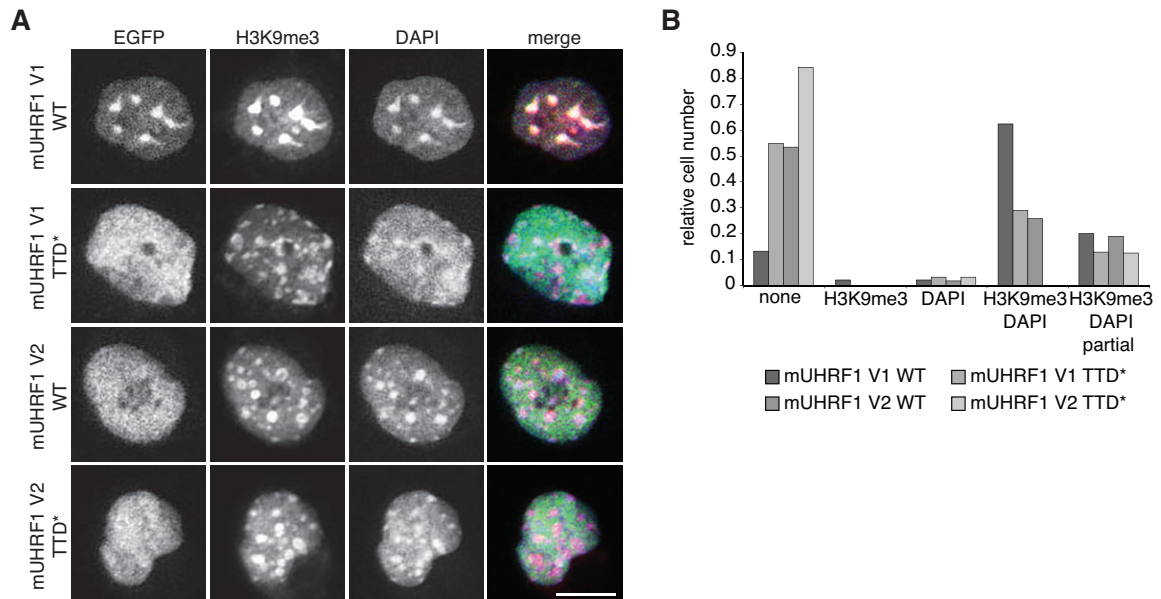 A
EGFP H3K9me3 DAPI merge
mUHRF1 V1
WT
mUHRF1 V1
TTD*
mUHRF1 V2
WT
mUHRF1 V2
TTD*
B
relative cell number
0.9
0.8
0.7
0.6
0.5
0.4
0.3
0.2
0.1
0
none H3K9me3 DAPI H3K9me3 H3K9me3
DAPI DAPI
partial
mUHRF1 V1 WT mUHRF1 V1 TTD*
mUHRF1 V2 WT mUHRF1 V2 TTD*